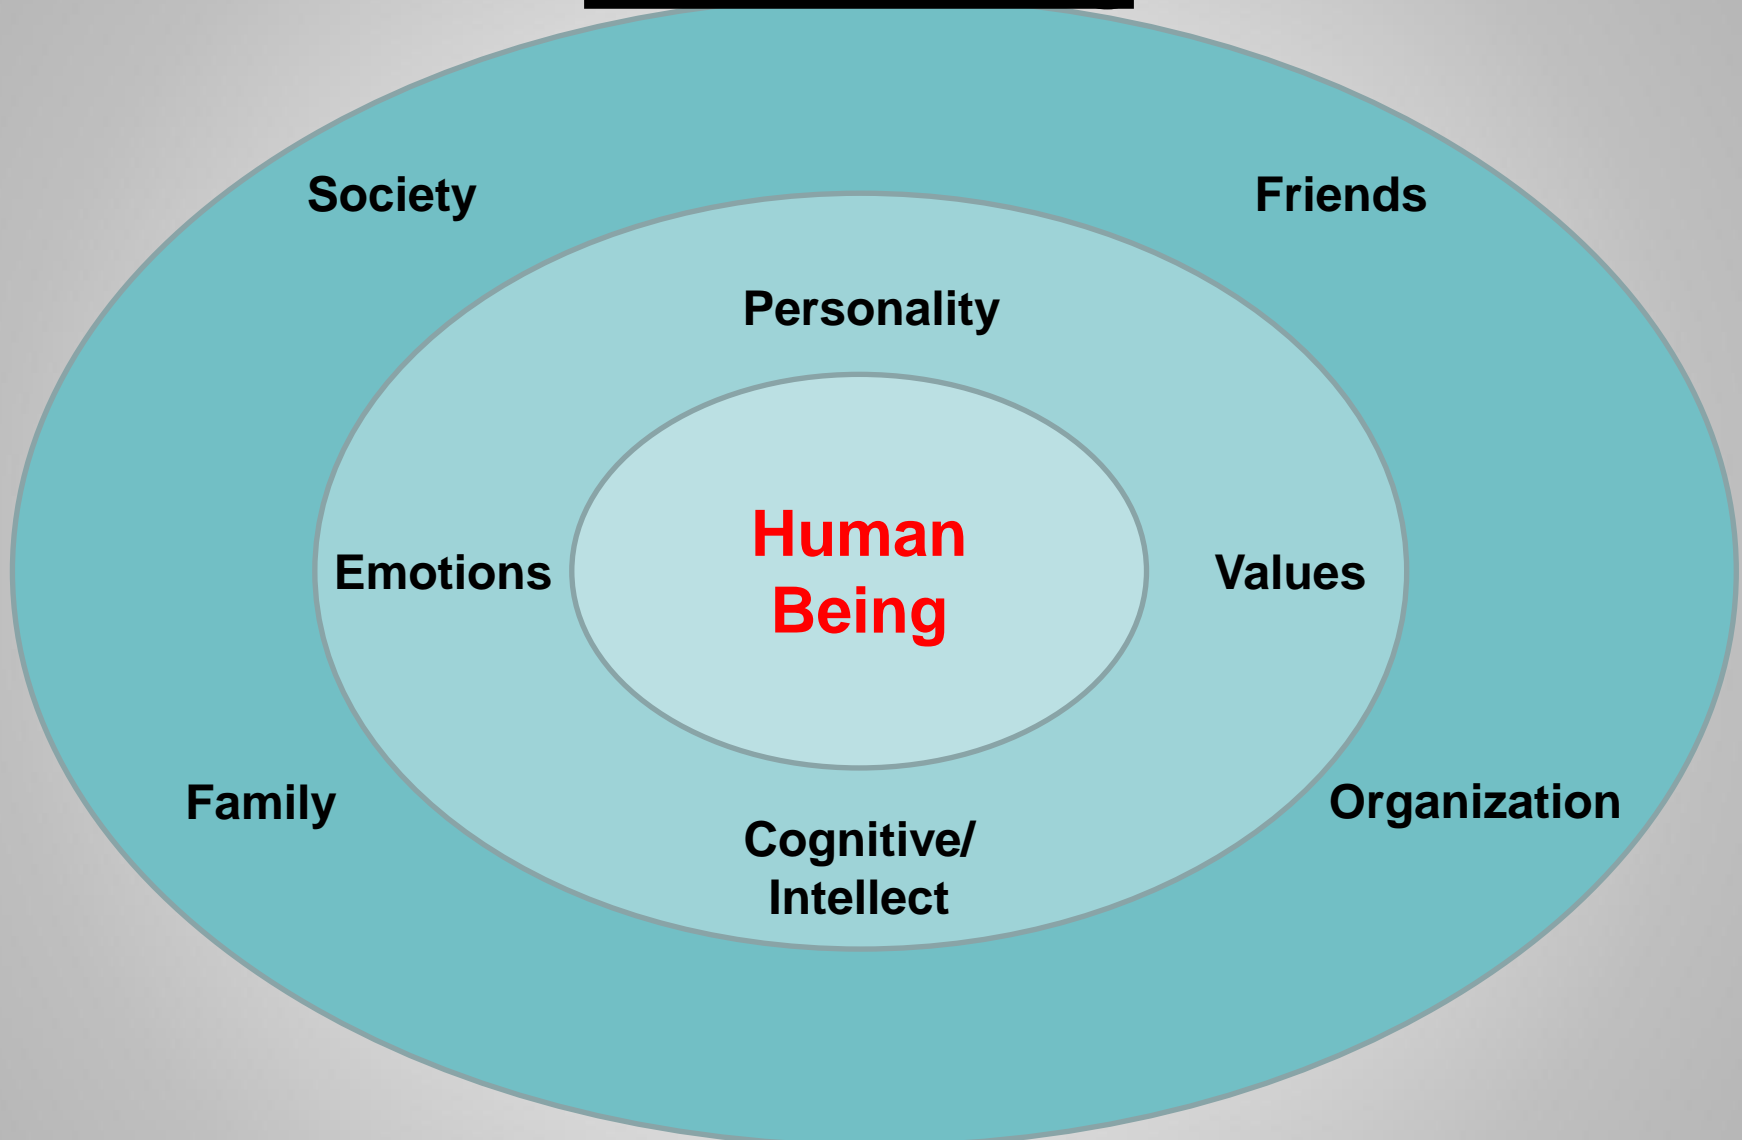 Society
Friends
Personality
Emotions
Human
Being
Values
Family
Organization
Cognitive/
Intellect